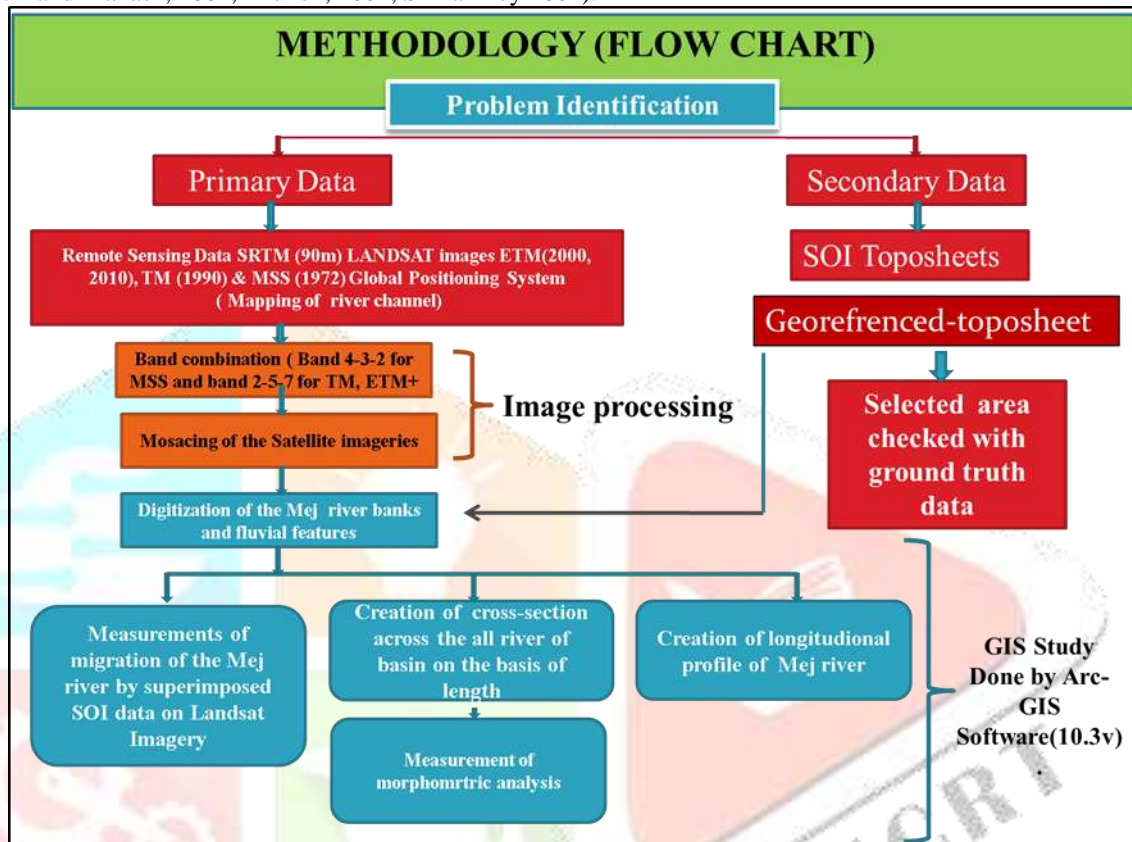 METHODOLOGY (FLOW CHART)
Problem Identification
Primary Data
Secondary Data
Remote Sensing Data SRTM (90m) LANDSAT images ETM(2000,
2010), TM (1990) & MSS (1972) Global Positioning System
( Mapping of river channel)
SOI Toposheets
Georefrenced-toposheet
Band combination ( Band 4-3-2 for
MSS and band 2-5-7 for TM, ETM+
Image processing
Mosacing of the Satellite imageries
Selected area
checked with
ground truth
data
Digitization of the Mej river banks
and fluvial features
Measurements of
migration of the Mej
river by superimposed
SOI data on Landsat
Imagery
Creation of cross-section
across the all river of
basin on the basis of
length
Creation of longitudional
profile of Mej river
Measurement of
morphomrtric analysis
GIS Study
Done by Arc-
GIS
Software(10.3v)
.